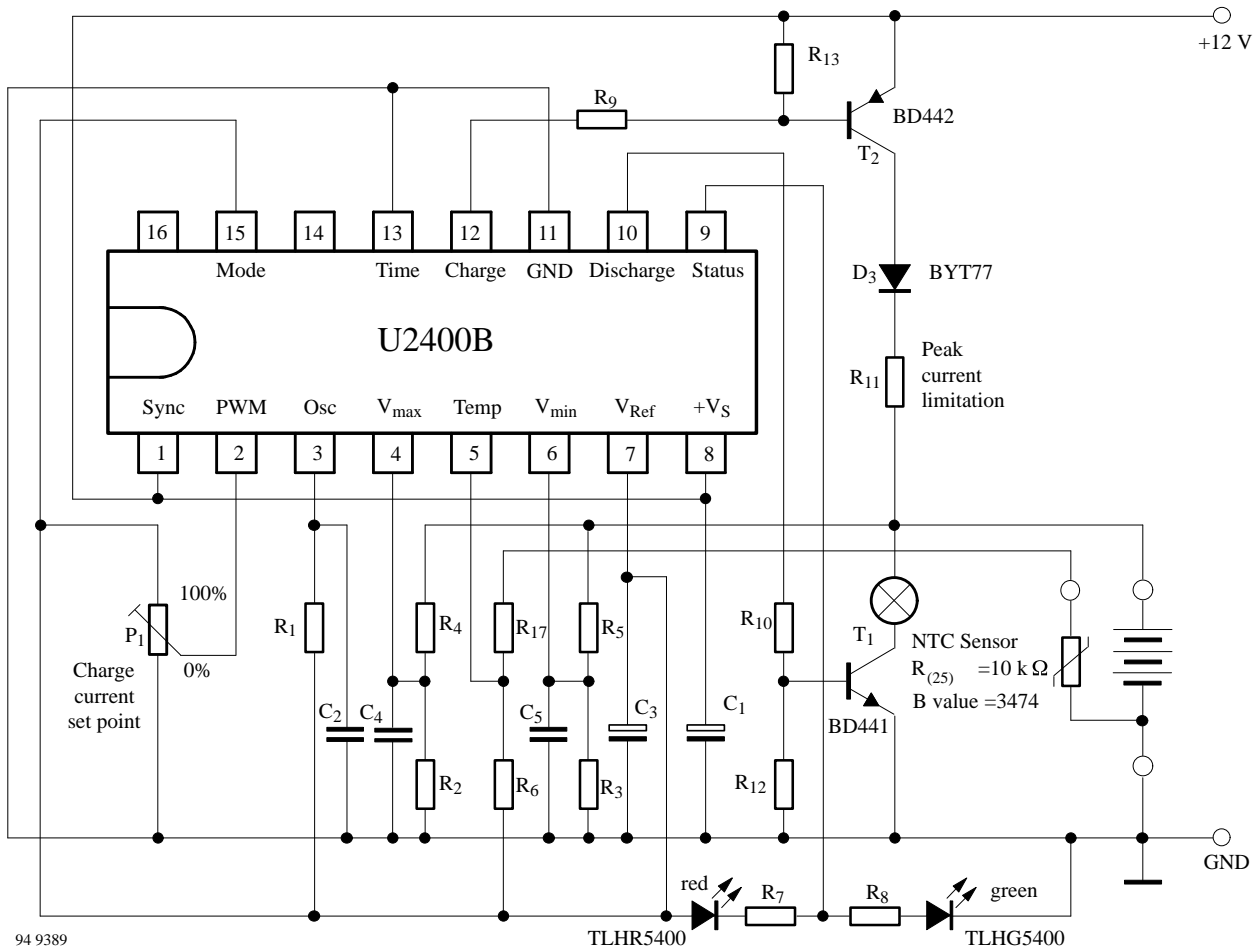 +12 V
R13
R9
BD442
T2
16 15 14 13 12 11 10 9
Mode Time Charge GND Discharge Status
D3 BYT77
U2400B
Peak
current
limitation
R11
Sync PWM Osc Vmax Temp Vmin VRef +VS
1 2 3 4 5 6 7 8
100%
P1
0%
Charge
current
set point
R1
R4
R17
R5
R10
T1
NTC Sensor
R(25) =10 k Ω
B value =3474
BD441
C2
C4
C5
C3
C1
R2
R6
R3
R12
GND
red
R7
R8
green
TLHR5400
TLHG5400
94 9389